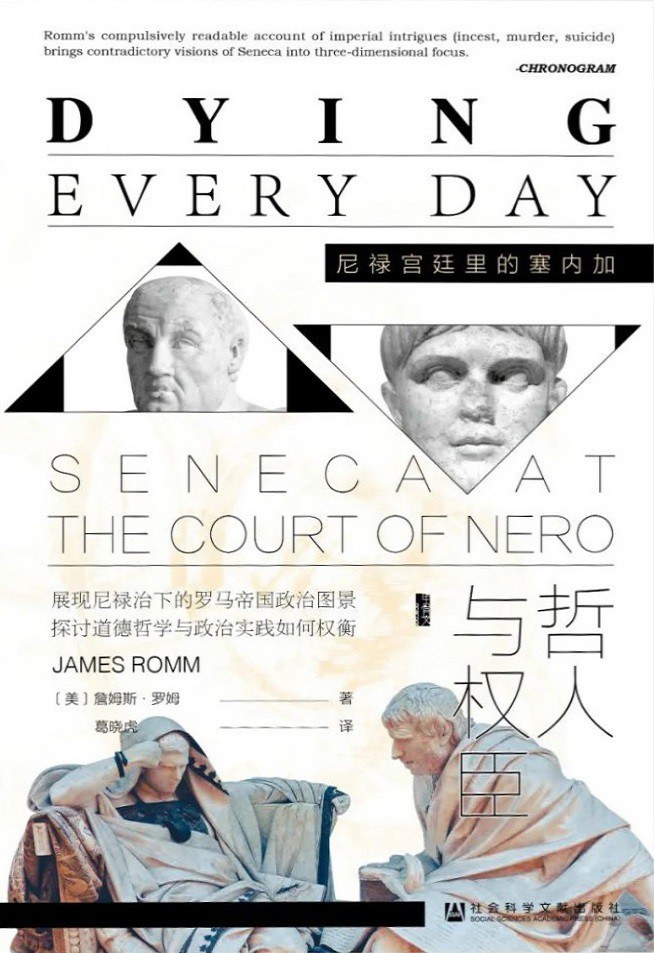 Romm's compulsively readable account of imperial intrigues (incest, murder, suicide)
brings contradictory visions of Seneca into three-dimensional focus.
-CHRONOGRAM
DYING
EVERY DAY
尼禄宫廷里的塞内加
SENECA AT
THE COURT OF NERO
展现尼禄治下的罗马帝国政治图景
探讨道德哲学与政治实践如何权衡
JAMES ROMM
〔美〕詹姆斯·罗姆 著
葛晓虎 译
哲人
与权臣
社会科学文献出版社
SOCIAL SCIENCES ACADEMIC PRESS (CHINA)